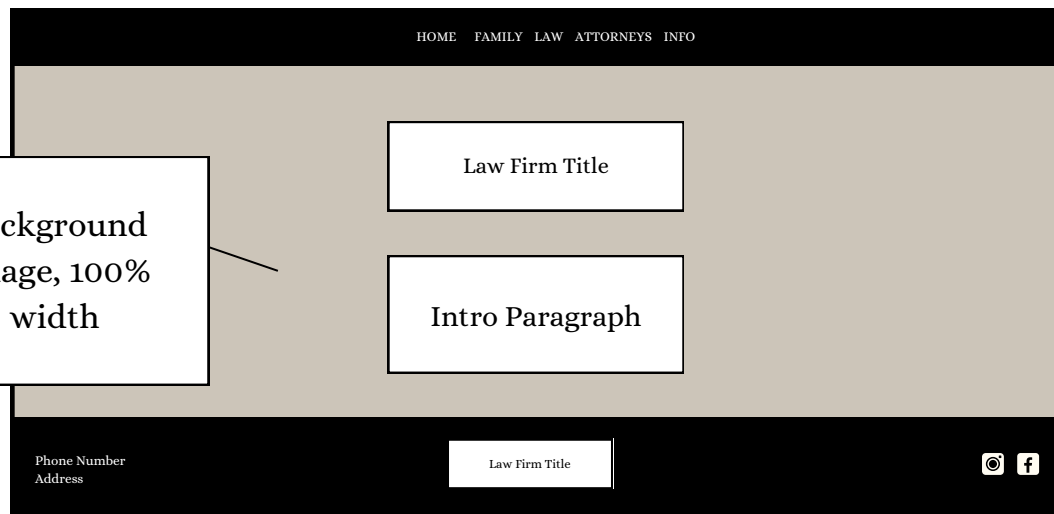 HOME FAMILY LAW ATTORNEYS INFO
Law Firm Title
ckground
age, 100%
width
Intro Paragraph
Phone Number
Address
Law Firm Title